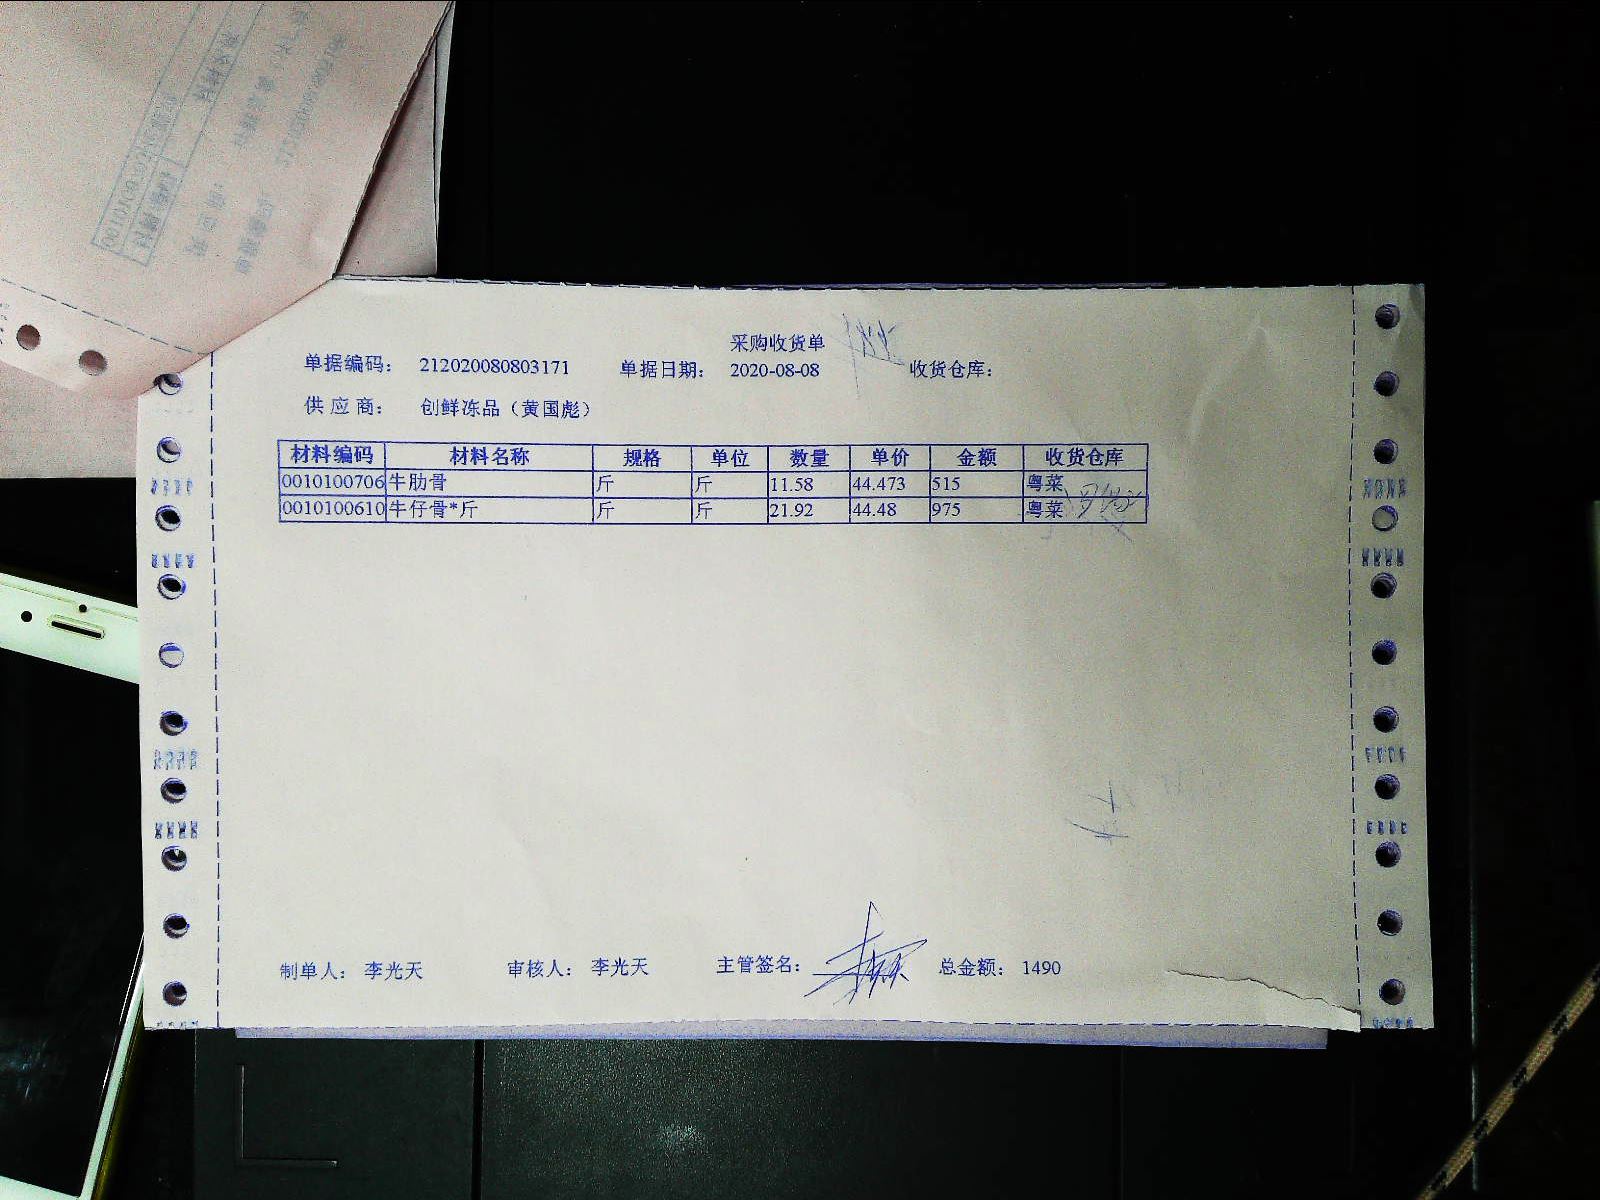 采购收货单
单据编码: 212020080803171 单据日期: 2020-08-08 收货仓库:
供应商: 创鲜冻品（黄国彪）
材料编码 材料名称 规格 单位 数量 单价 金额 收货仓库
0010100706 牛肋骨 斤 斤 11.58 44.473 515 粤菜
0010100610 牛仔骨*斤 斤 斤 21.92 44.48 975 粤菜
制单人: 李光天 审核人: 李光天 主管签名: 总金额: 1490